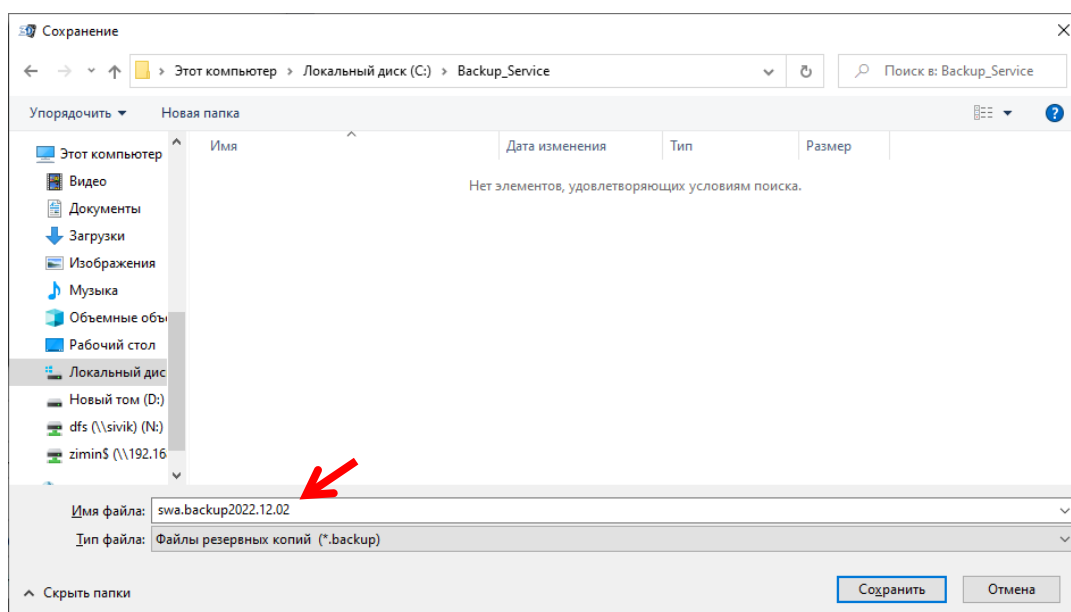 Сохранение
Этот компьютер > Локальный диск (C:) > Backup_Service
Поиск в: Backup_Service
Упорядочить Новая папка
Имя Дата изменения Тип Размер
Нет элементов, удовлетворяющих условиям поиска.
Этот компьютер
Видео
Документы
Загрузки
Изображения
Музыка
Объемные объ
Рабочий стол
Локальный дис
Новый том (D:)
dfs (\\sivik) (N:)
zimin$ (\\192.16
Имя файла: swa.backup2022.12.02
Тип файла: Файлы резервных копий (*.backup)
Скрыть папки
Сохранить Отмена